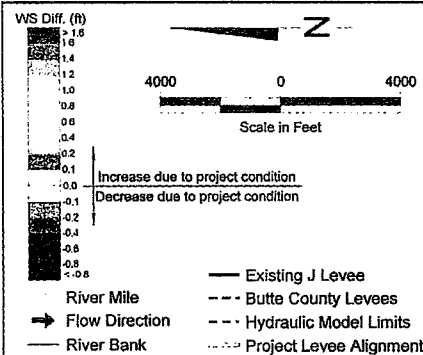 WS Diff. (ft)
> 1.6
1.6
1.4
1.2
1.0
0.8
0.6
0.4
0.2
0.1
0.0
-0.1
-0.2
-0.4
-0.6
-0.8
< -0.8
N
4000 0 4000
Scale in Feet
Increase due to project condition
Decrease due to project condition
River Mile
Flow Direction
River Bank
Existing J Levee
Butte County Levees
Hydraulic Model Limits
Project Levee Alignment